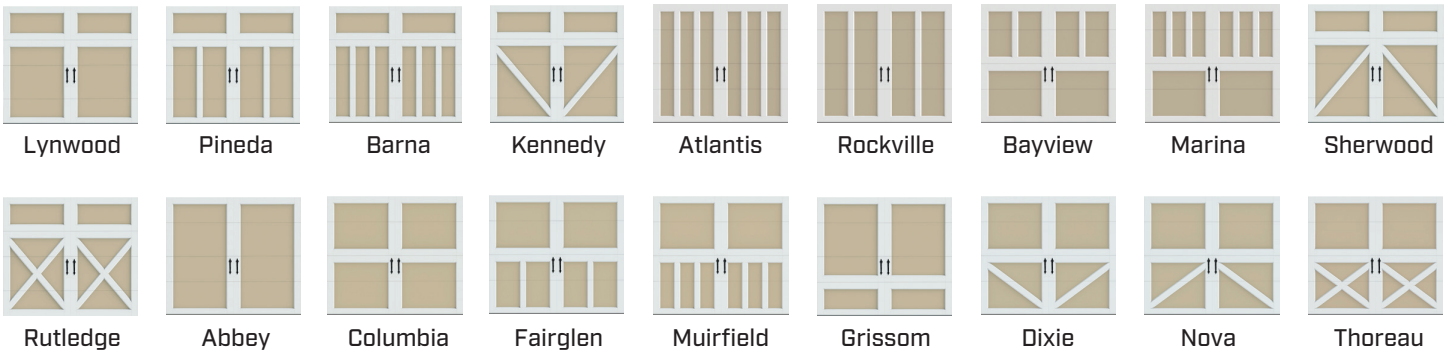 Lynwood Pineda Barna Kennedy Atlantis Rockville Bayview Marina Sherwood
Rutledge Abbey Columbia Fairglen Muirfield Grissom Dixie Nova Thoreau